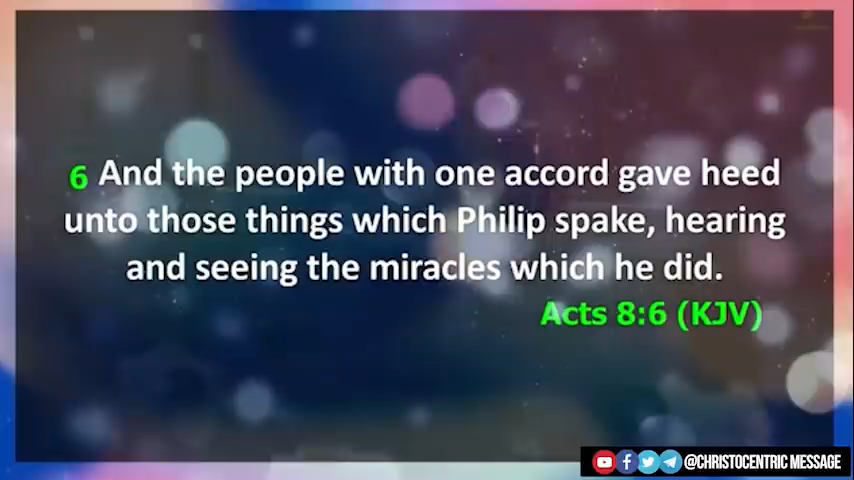 6 And the people with one accord gave heed
unto those things which Philip spake, hearing
and seeing the miracles which he did.
Acts 8:6 (KJV)
@CHRISTOCENTRIC MESSAGE